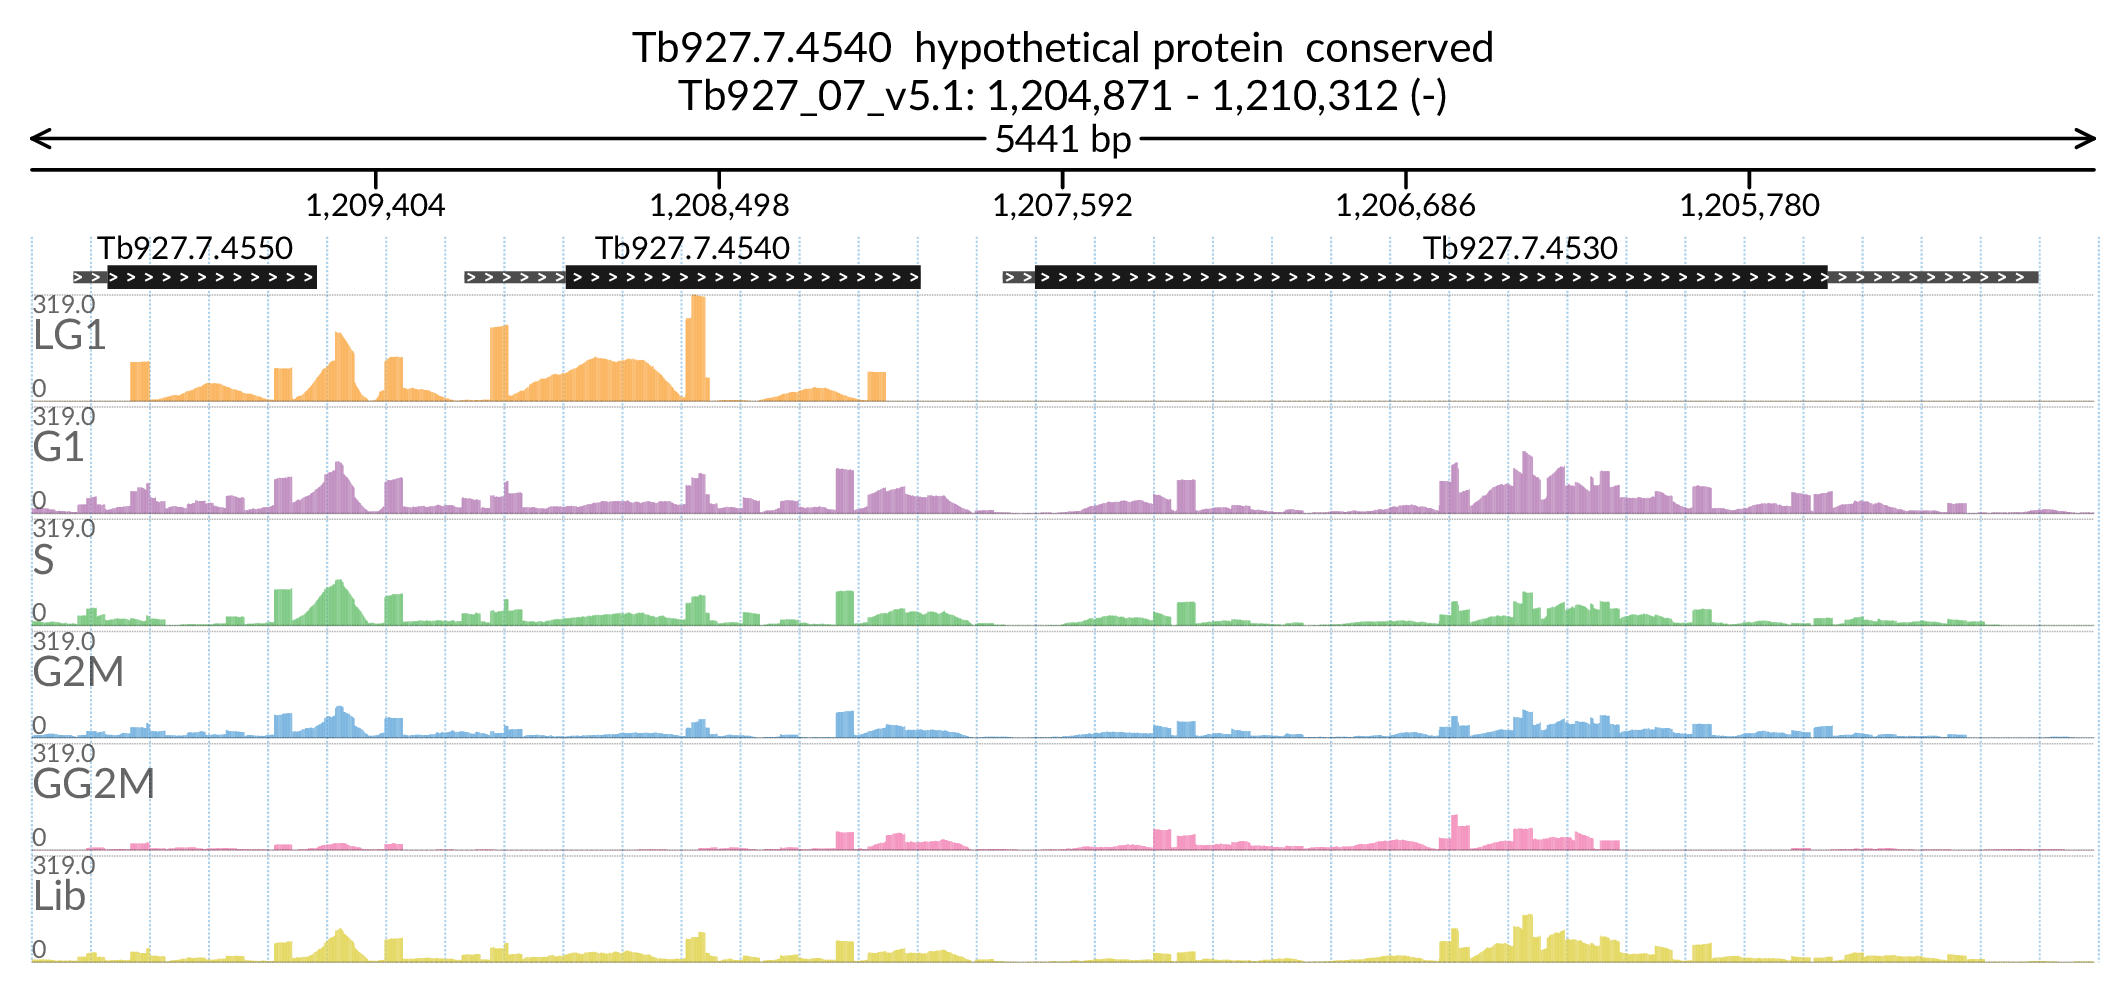 Tb927.7.4540 hypothetical protein conserved
Tb927_07_v5.1: 1,204,871 - 1,210,312 (-)
5441 bp
1,209,404 1,208,498 1,207,592 1,206,686 1,205,780
Tb927.7.4550 Tb927.7.4540 Tb927.7.4530
319.0
LG1
0
319.0
G1
0
319.0
S
0
319.0
G2M
0
319.0
GG2M
0
319.0
Lib
0